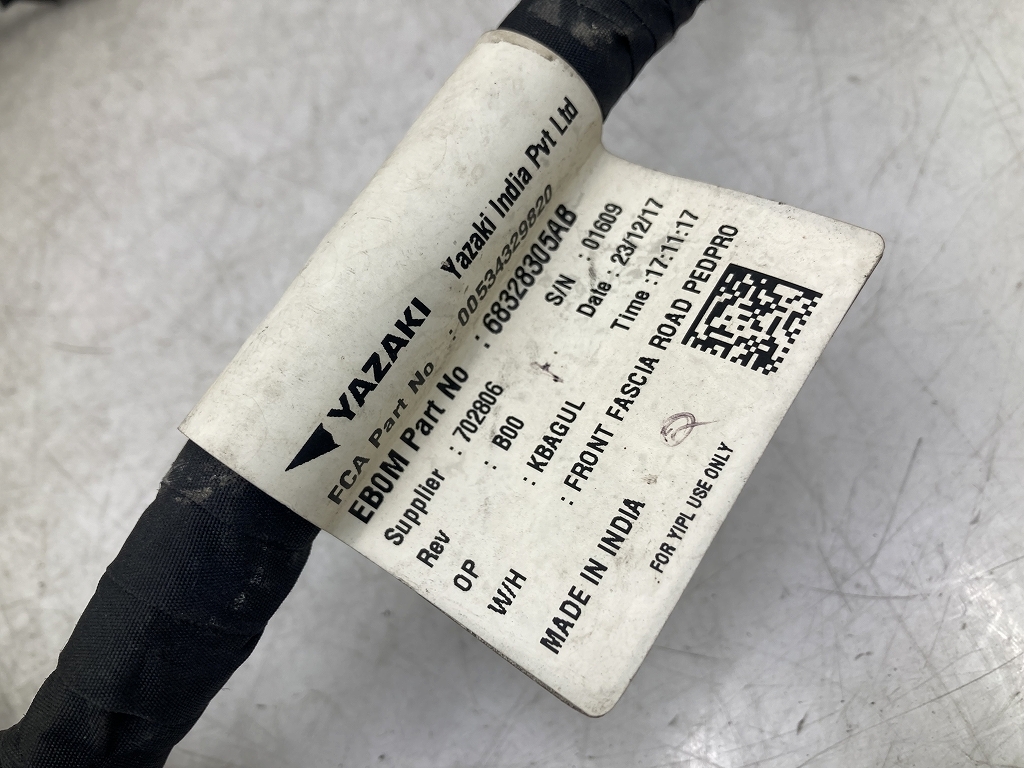 YAZAKI Yazaki India Pvt Ltd
FCA Part No : 00534329820
EBOM Part No : 68328305AB
Supplier : 702806 S/N : 01609
Rev : B00 Date : 23/12/17
OP : KBAGUL Time :17:11:17
W/H : FRONT FASCIA ROAD PEDPRO
MADE IN INDIA
FOR YIPL USE ONLY